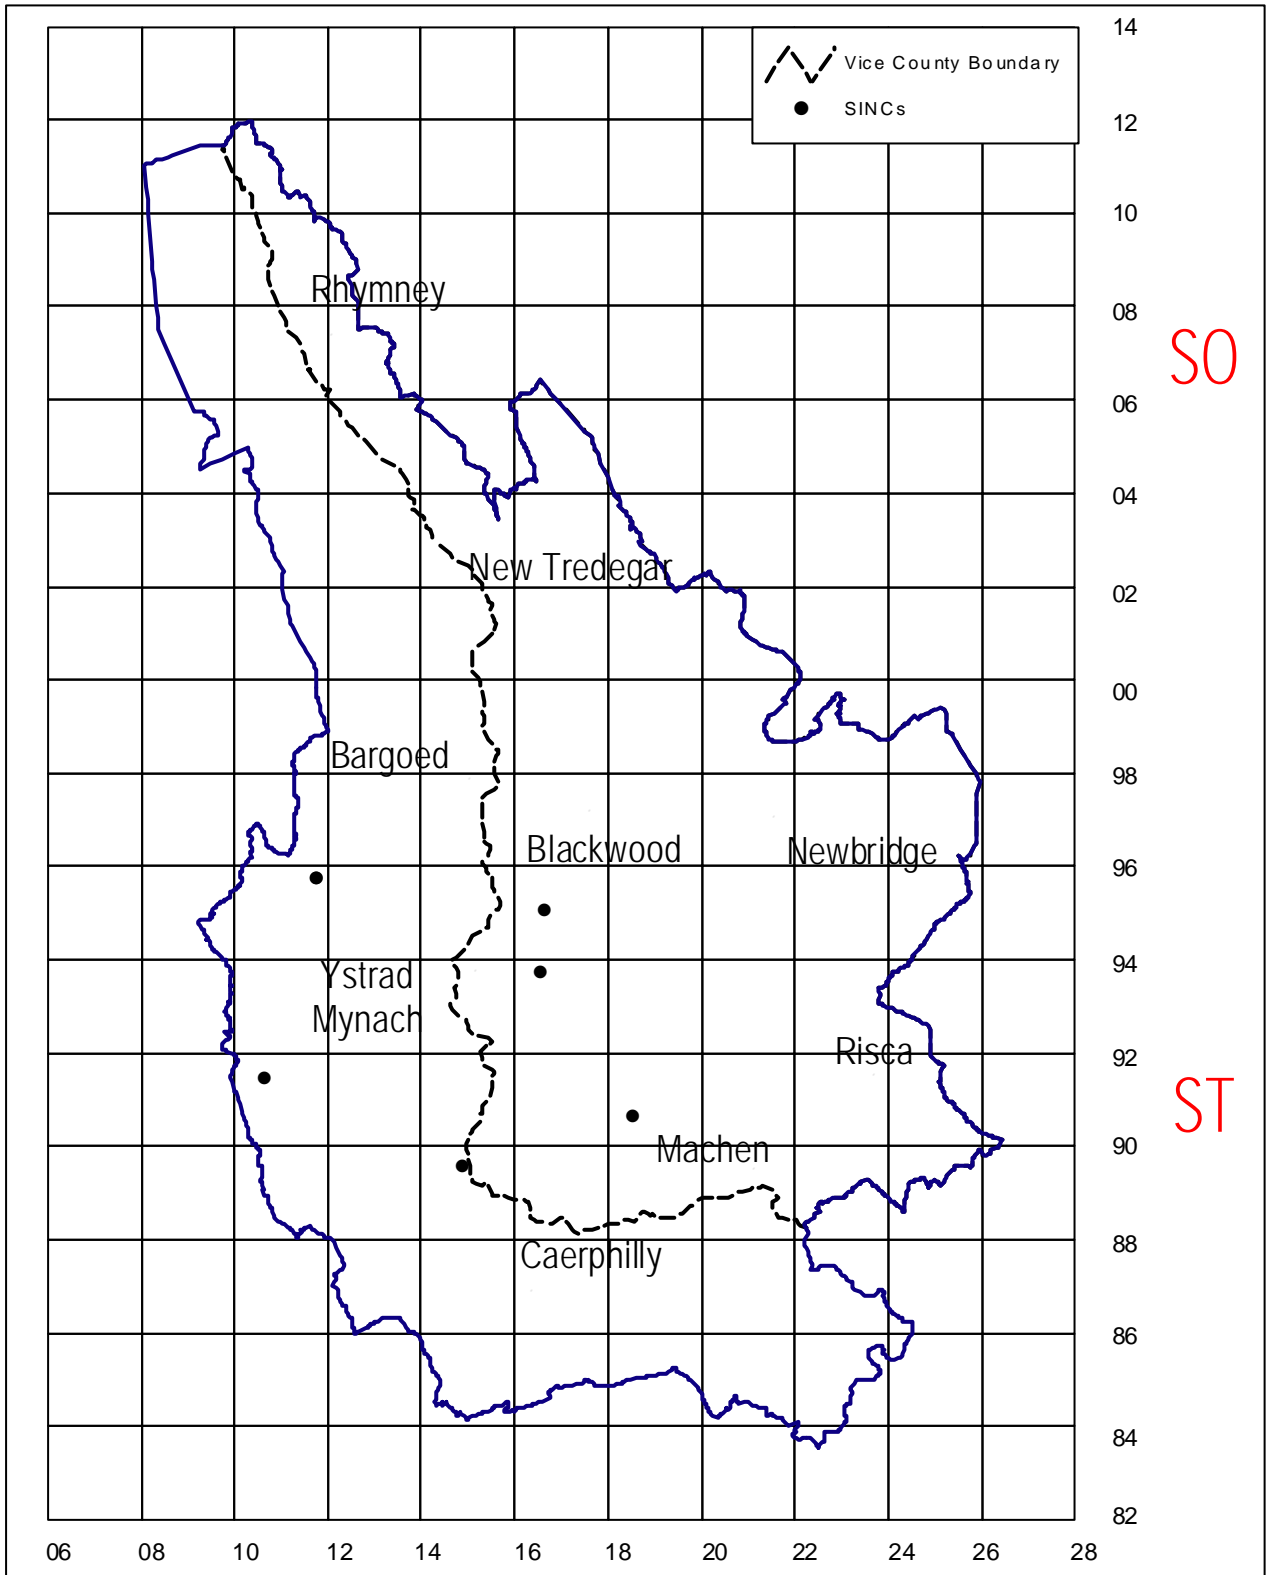 14
Vice County Boundary
SINCs
12
10
Rhymney
08
SO
06
04
New Tredegar
02
00
Bargoed
98
Blackwood
Newbridge
96
94
Ystrad
Mynach
Risca
92
ST
90
Machen
88
Caerphilly
86
84
82
06 08 10 12 14 16 18 20 22 24 26 28